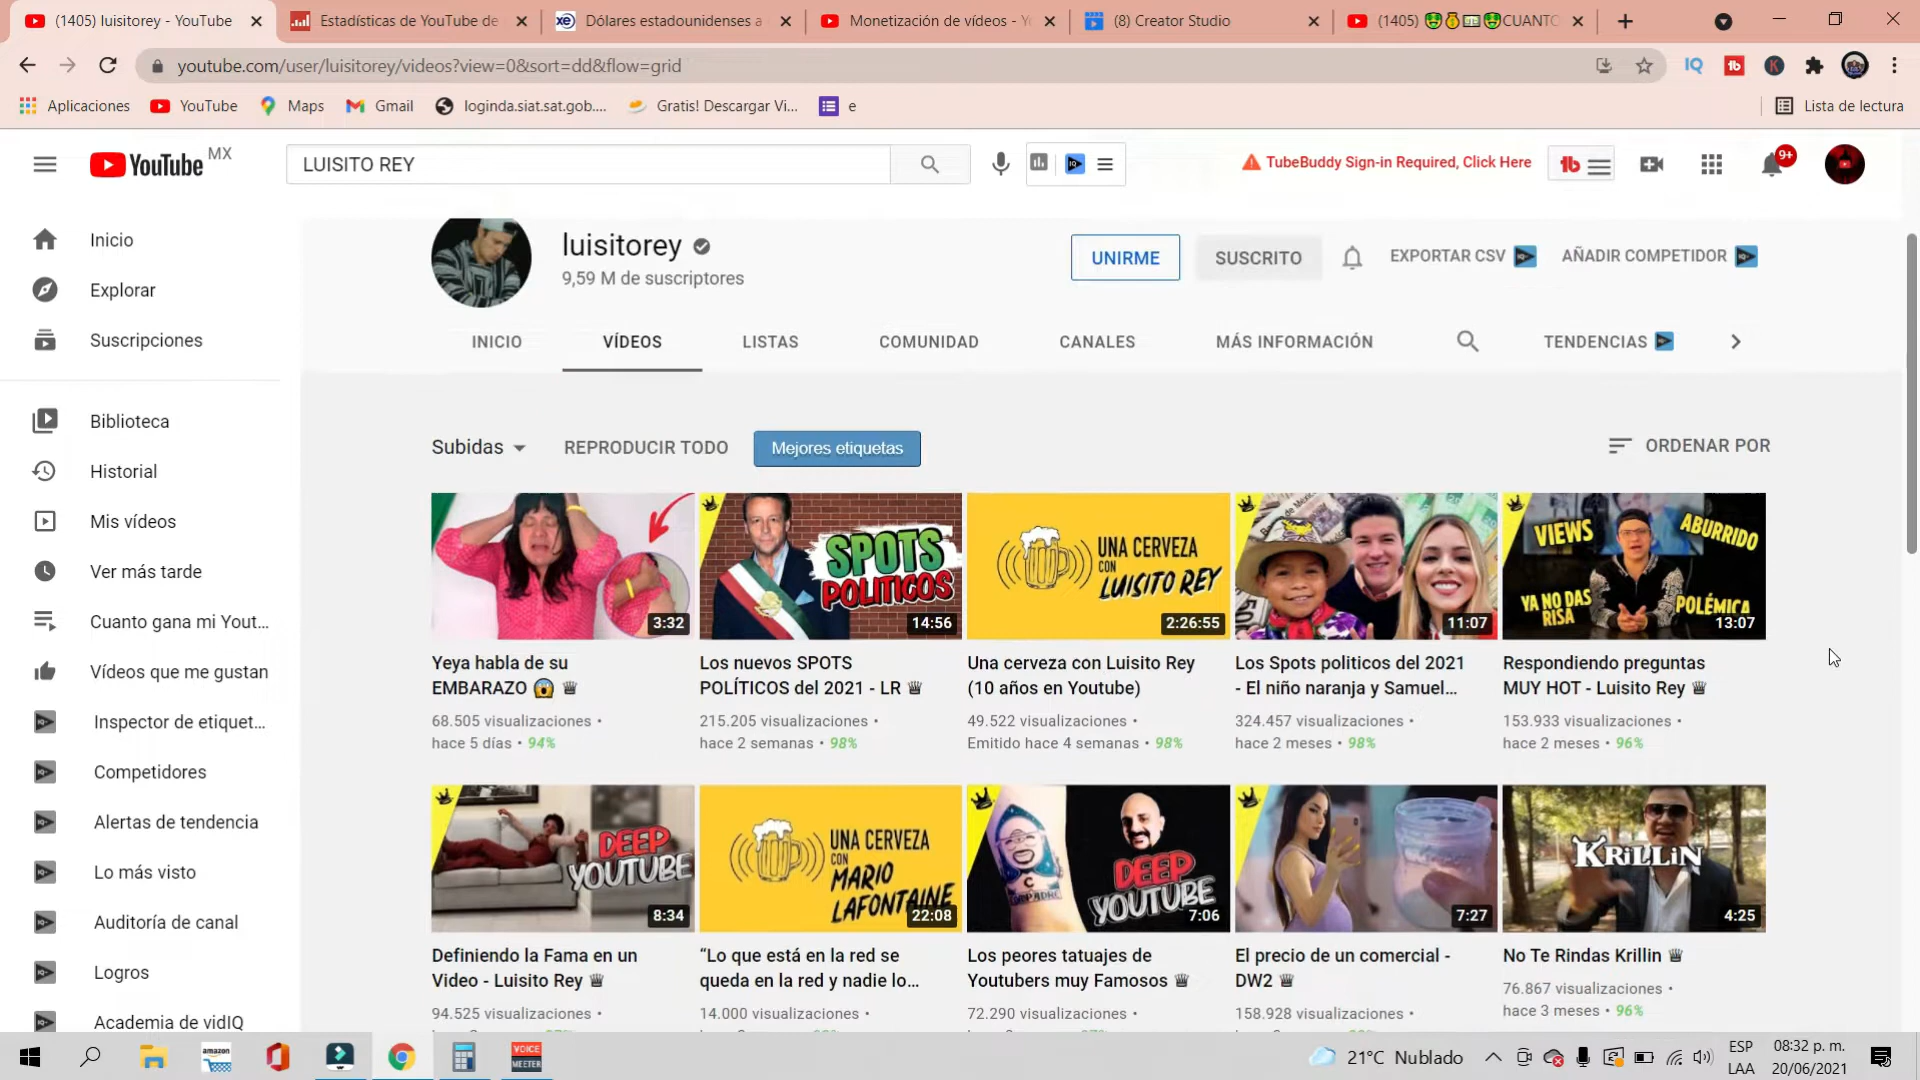 (1405) luisitorey - YouTube
Estadísticas de YouTube de
Dólares estadounidenses a
Monetización de vídeos - Y
(8) Creator Studio
(1405) 🤑💰💵🤑CUANTO
youtube.com/user/luisitorey/videos?view=0&sort=dd&flow=grid
Aplicaciones
YouTube
Maps
Gmail
loginda.siat.sat.gob....
Gratis! Descargar Vi...
e
Lista de lectura
YouTube MX
LUISITO REY
TubeBuddy Sign-in Required, Click Here
9+
Inicio
Explorar
Suscripciones
Biblioteca
Historial
Mis vídeos
Ver más tarde
Cuanto gana mi Yout...
Vídeos que me gustan
Inspector de etiquet...
Competidores
Alertas de tendencia
Lo más visto
Auditoría de canal
Logros
Academia de vidIQ
luisitorey
9,59 M de suscriptores
UNIRME
SUSCRITO
EXPORTAR CSV
AÑADIR COMPETIDOR
INICIO
VÍDEOS
LISTAS
COMUNIDAD
CANALES
MÁS INFORMACIÓN
TENDENCIAS
Subidas
REPRODUCIR TODO
Mejores etiquetas
ORDENAR POR
3:32
Yeya habla de su
EMBARAZO 😱 ♕
68.505 visualizaciones •
hace 5 días • 94%
SPOTS
POLITICOS
14:56
Los nuevos SPOTS
POLÍTICOS del 2021 - LR ♕
215.205 visualizaciones •
hace 2 semanas • 98%
UNA CERVEZA
CON
LUISITO REY
2:26:55
Una cerveza con Luisito Rey
(10 años en Youtube)
49.522 visualizaciones •
Emitido hace 4 semanas • 98%
11:07
Los Spots politicos del 2021
- El niño naranja y Samuel...
324.457 visualizaciones •
hace 2 meses • 98%
VIEWS
ABURRIDO
YA NO DAS
RISA
POLÉMICA
13:07
Respondiendo preguntas
MUY HOT - Luisito Rey ♕
153.933 visualizaciones •
hace 2 meses • 96%
DEEP
YOUTUBE
8:34
Definiendo la Fama en un
Video - Luisito Rey ♕
94.525 visualizaciones •
UNA CERVEZA
CON
MARIO
LAFONTAINE
22:08
“Lo que está en la red se
queda en la red y nadie lo...
14.000 visualizaciones •
DEEP
YOUTUBE
7:06
Los peores tatuajes de
Youtubers muy Famosos ♕
72.290 visualizaciones •
7:27
El precio de un comercial -
DW2 ♕
158.928 visualizaciones •
KRiLLiN
4:25
No Te Rindas Krillin ♕
76.867 visualizaciones •
hace 3 meses • 96%
amazon
VOICE
MEETER
21°C Nublado
ESP
LAA
08:32 p. m.
20/06/2021